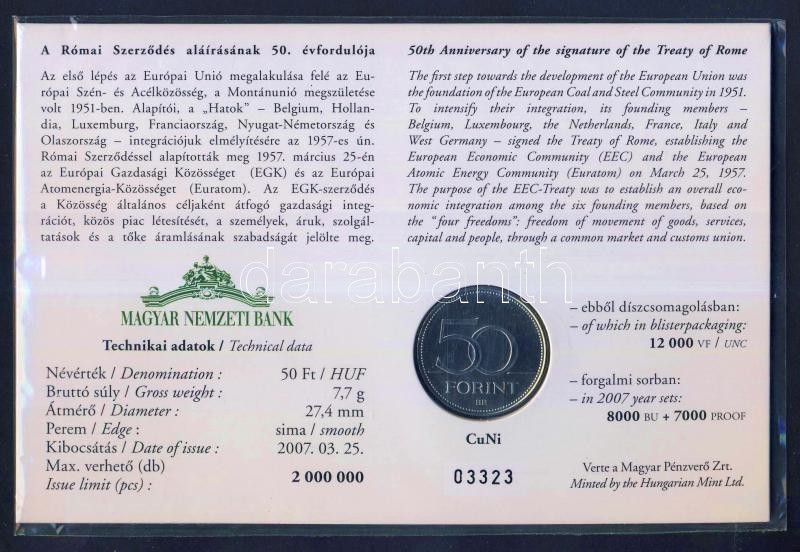 A Római Szerződés aláírásának 50. évfordulója
Az első lépés az Európai Unió megalakulása felé az Eu-
rópai Szén- és Acélközösség, a Montánunió megszületése
volt 1951-ben. Alapítói, a „Hatok” – Belgium, Hollan-
dia, Luxemburg, Franciaország, Nyugat-Németország és
Olaszország – integrációjuk elmélyítésére az 1957-es ún.
Római Szerződéssel alapították meg 1957. március 25-én
az Európai Gazdasági Közösséget (EGK) és az Európai
Atomenergia-Közösséget (Euratom). Az EGK-szerződés
a Közösség általános céljaként átfogó gazdasági integ-
rációt, közös piac létesítését, a személyek, áruk, szolgál-
tatások és a tőke áramlásának szabadságát jelölte meg.
50th Anniversary of the signature of the Treaty of Rome
The first step towards the development of the European Union was
the foundation of the European Coal and Steel Community in 1951.
To intensify their integration, its founding members –
Belgium, Luxembourg, the Netherlands, France, Italy and
West Germany – signed the Treaty of Rome, establishing the
European Economic Community (EEC) and the European
Atomic Energy Community (Euratom) on March 25, 1957.
The purpose of the EEC-Treaty was to establish an overall eco-
nomic integration among the six founding members, based on
the “four freedoms”: freedom of movement of goods, services,
capital and people, through a common market and customs union.
darabanth
MAGYAR NEMZETI BANK
Technikai adatok / Technical data
Névérték / Denomination : 50 Ft / HUF
Bruttó súly / Gross weight : 7,7 g
Átmérő / Diameter : 27,4 mm
Perem / Edge : sima / smooth
Kibocsátás / Date of issue : 2007. 03. 25.
Max. verhető (db)
Issue limit (pcs) : 2 000 000
50
FORINT
BP.
CuNi
03323
– ebből díszcsomagolásban:
– of which in blisterpackaging:
12 000 VF / UNC
– forgalmi sorban:
– in 2007 year sets:
8000 BU + 7000 PROOF
Verte a Magyar Pénzverő Zrt.
Minted by the Hungarian Mint Ltd.